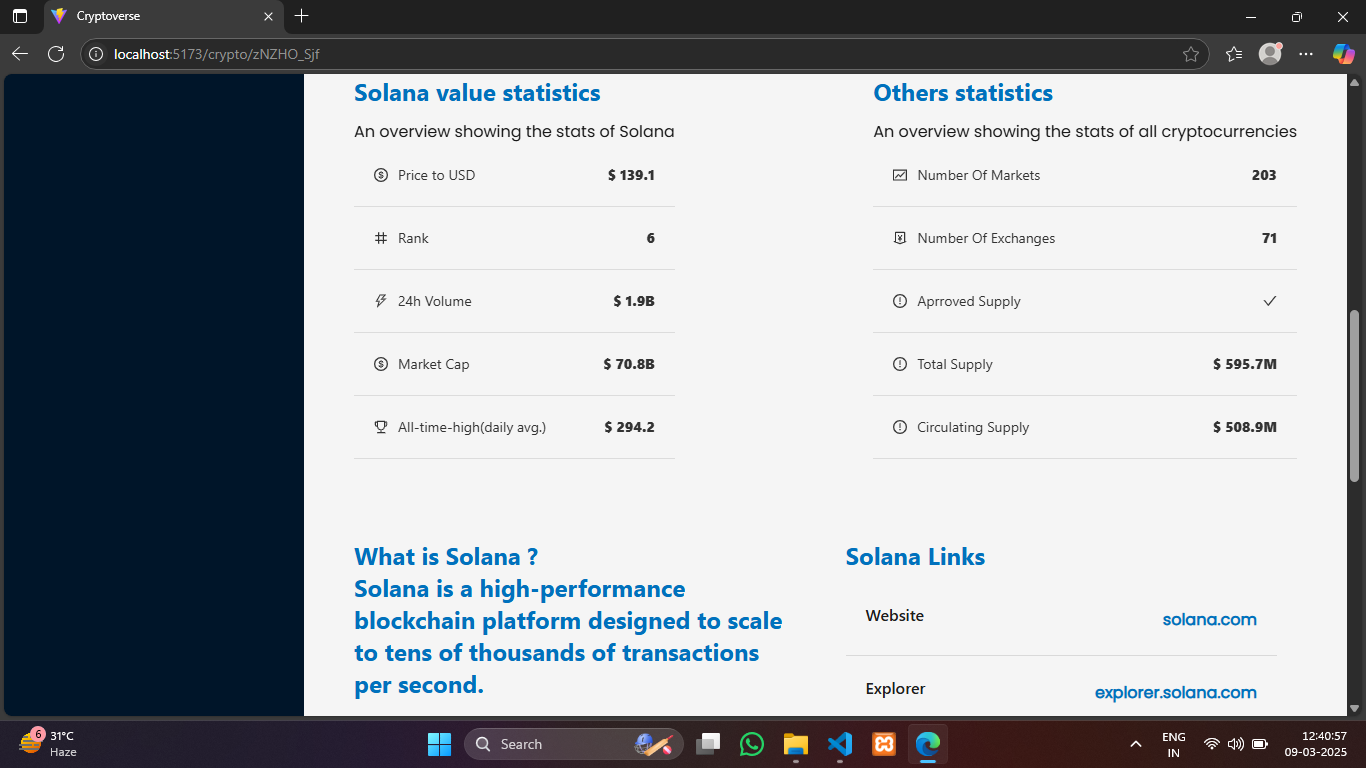 Cryptoverse
localhost:5173/crypto/zNZHO_Sjf
Solana value statistics
An overview showing the stats of Solana
Price to USD $ 139.1
Rank 6
24h Volume $ 1.9B
Market Cap $ 70.8B
All-time-high(daily avg.) $ 294.2
Others statistics
An overview showing the stats of all cryptocurrencies
Number Of Markets 203
Number Of Exchanges 71
Aprroved Supply
Total Supply $ 595.7M
Circulating Supply $ 508.9M
What is Solana ?
Solana is a high-performance
blockchain platform designed to scale
to tens of thousands of transactions
per second.
Solana Links
Website solana.com
Explorer explorer.solana.com
6
31°C
Haze
Search
ENG
IN
12:40:57
09-03-2025